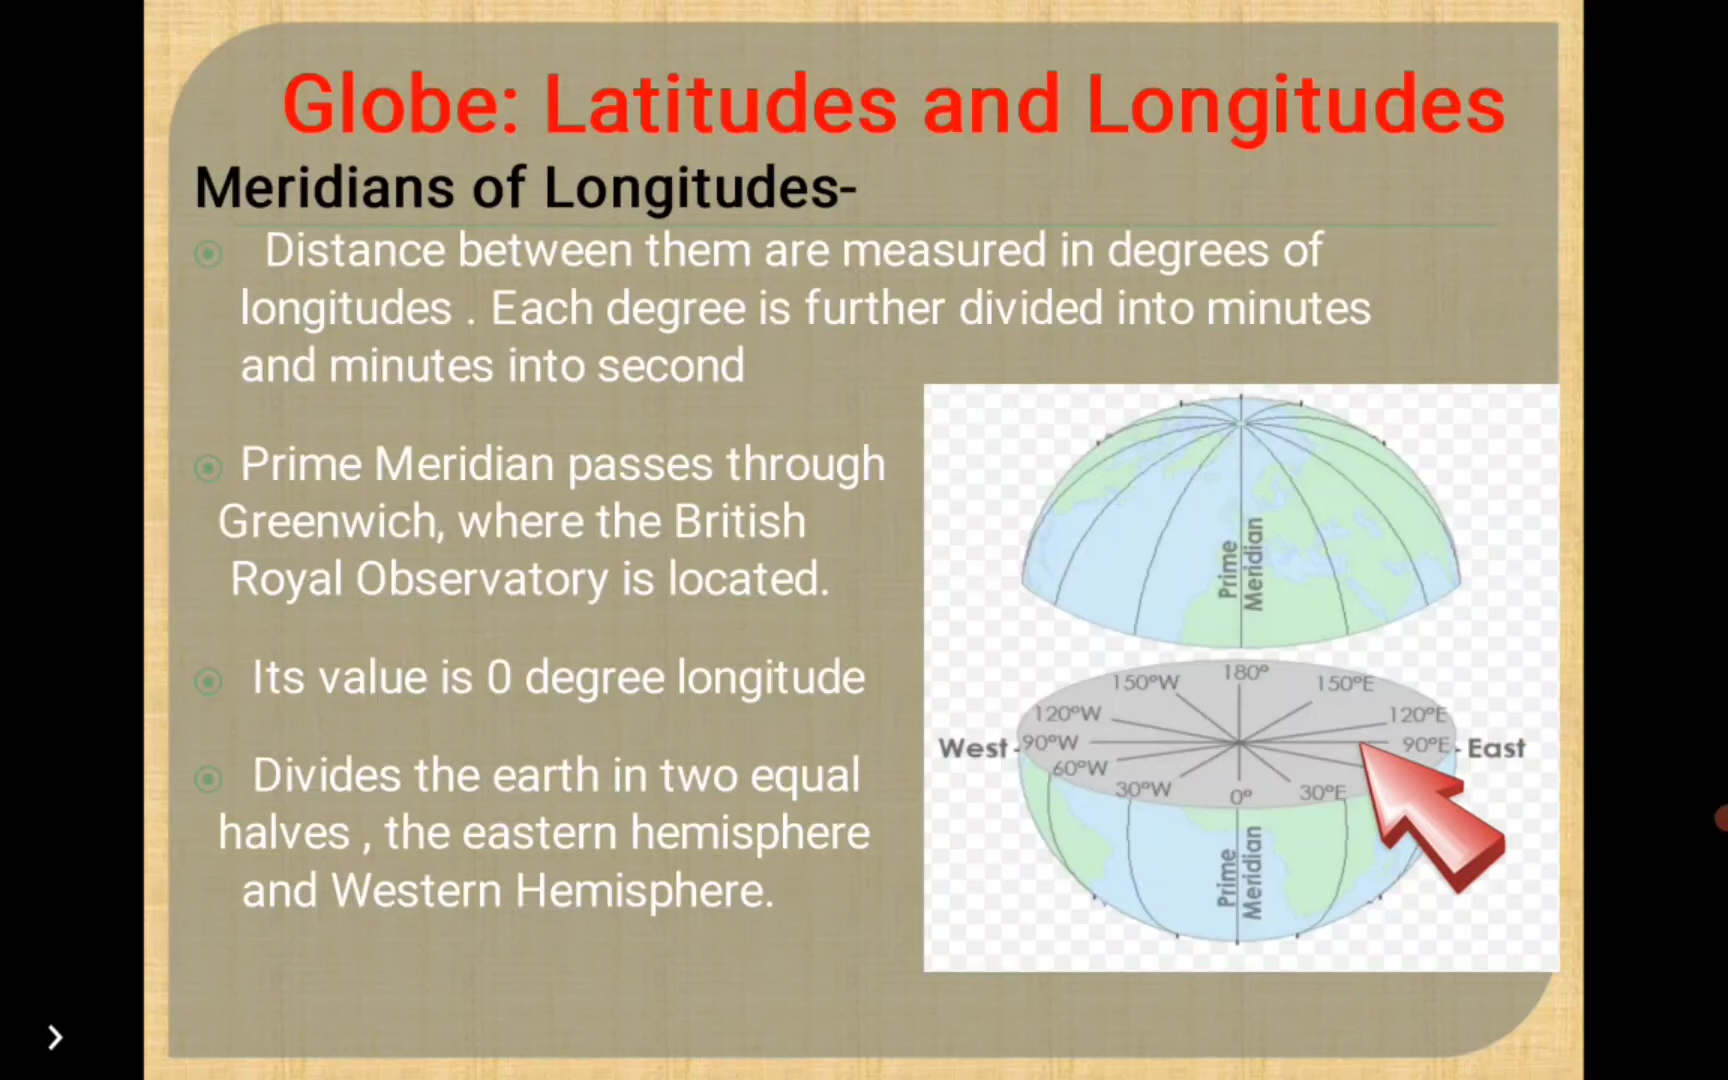 Globe: Latitudes and Longitudes
Meridians of Longitudes-
Distance between them are measured in degrees of
longitudes . Each degree is further divided into minutes
and minutes into second
Prime Meridian passes through
Greenwich, where the British
Royal Observatory is located.
Its value is 0 degree longitude
Divides the earth in two equal
halves , the eastern hemisphere
and Western Hemisphere.
Prime
Meridian
180°
150°W 150°E
120°W 120°E
West 90°W 90°E East
60°W
30°W 0° 30°E
Prime
Meridian